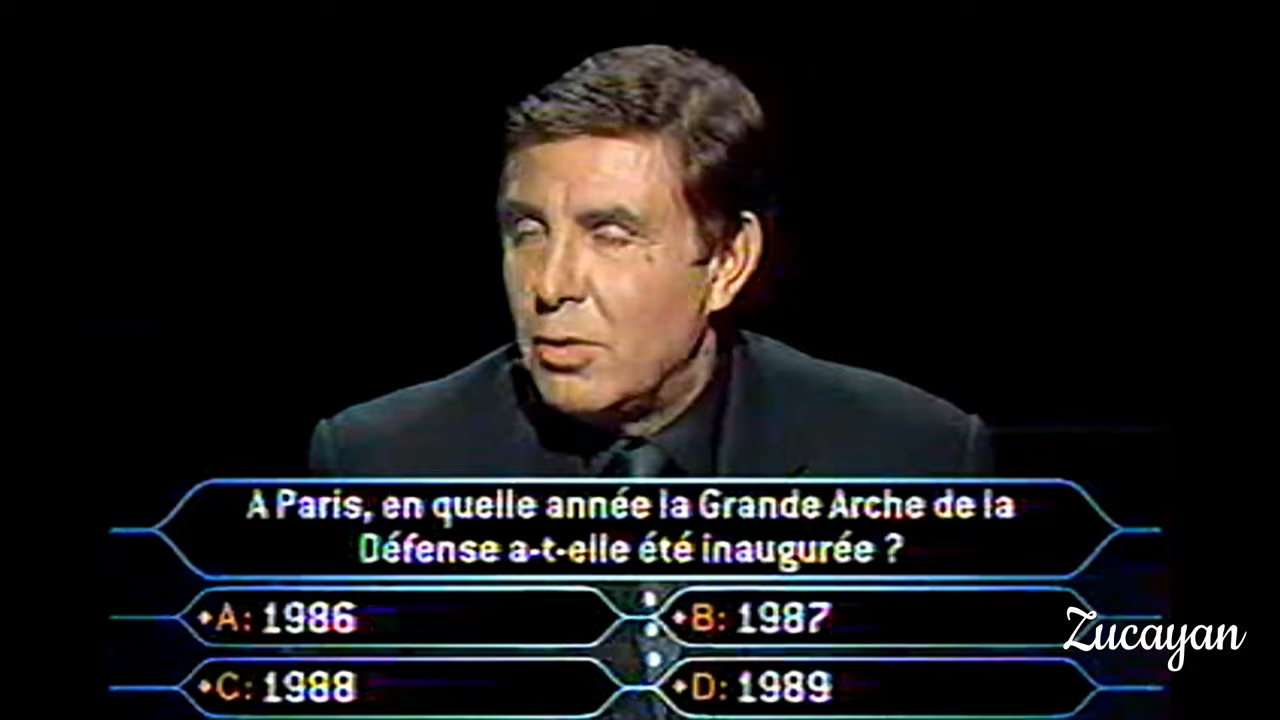 A Paris, en quelle année la Grande Arche de la
Défense a-t-elle été inaugurée ?
A: 1986
B: 1987
C: 1988
D: 1989
Zucayan